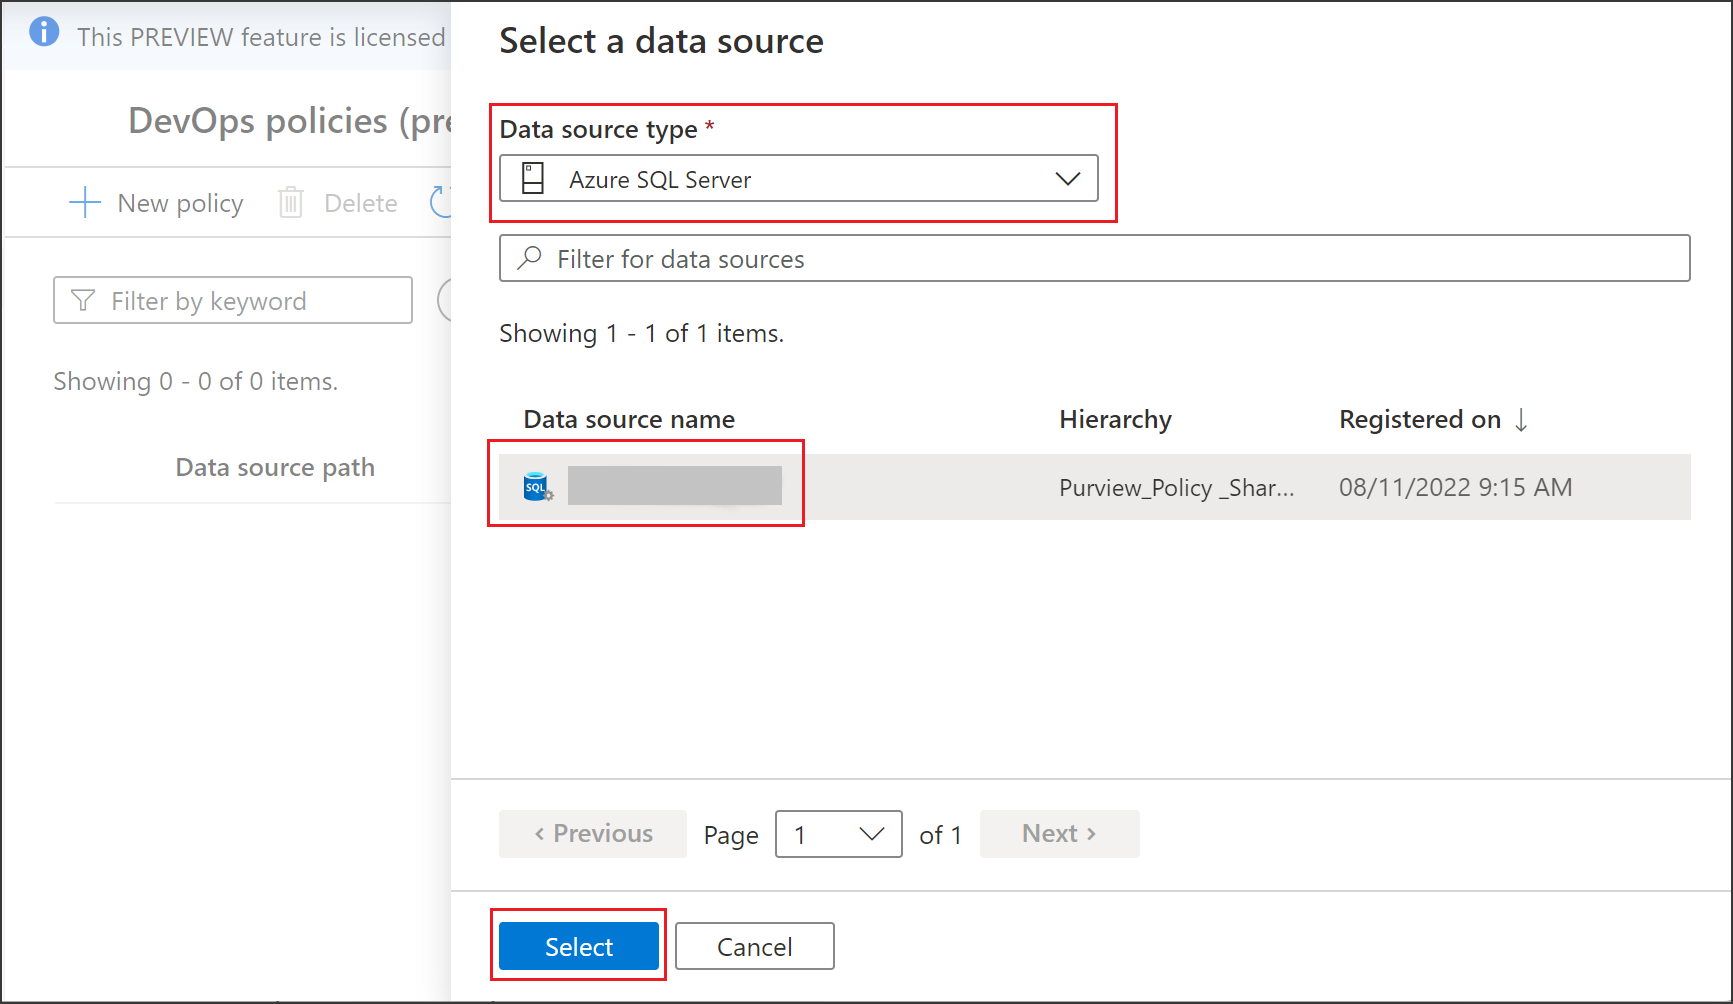 This PREVIEW feature is licensed
DevOps policies (pre
New policy
Delete
Filter by keyword
Showing 0 - 0 of 0 items.
Data source path
Select a data source
Data source type *
Azure SQL Server
Filter for data sources
Showing 1 - 1 of 1 items.
Data source name Hierarchy Registered on ↓
SQL Purview_Policy _Shar... 08/11/2022 9:15 AM
‹ Previous Page 1 of 1 Next ›
Select Cancel